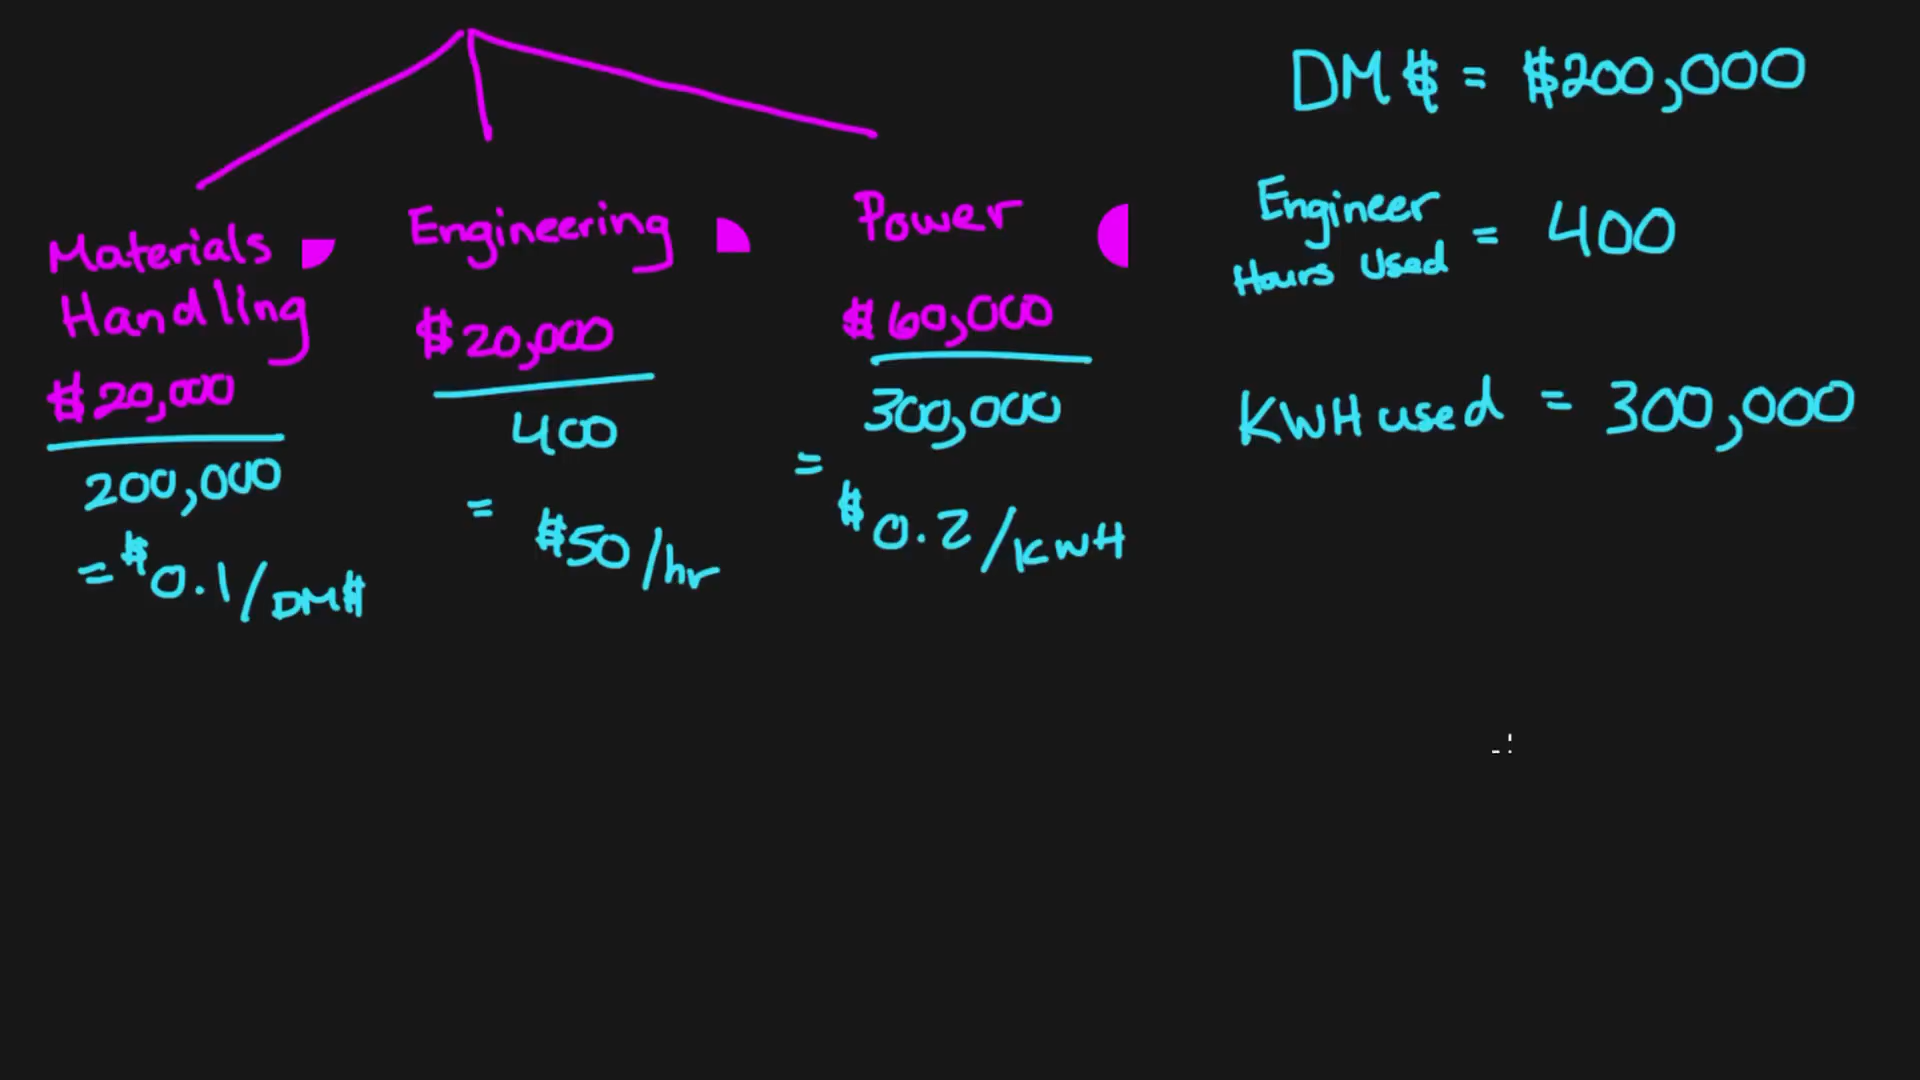 Materials
Handling
$20,000
200,000
= $0.1/DM$
Engineering
$20,000
400
= $50/hr
Power
$60,000
300,000
=
$0.2/KWH
DM$ = $200,000
Engineer
Hours Used = 400
KWH used = 300,000